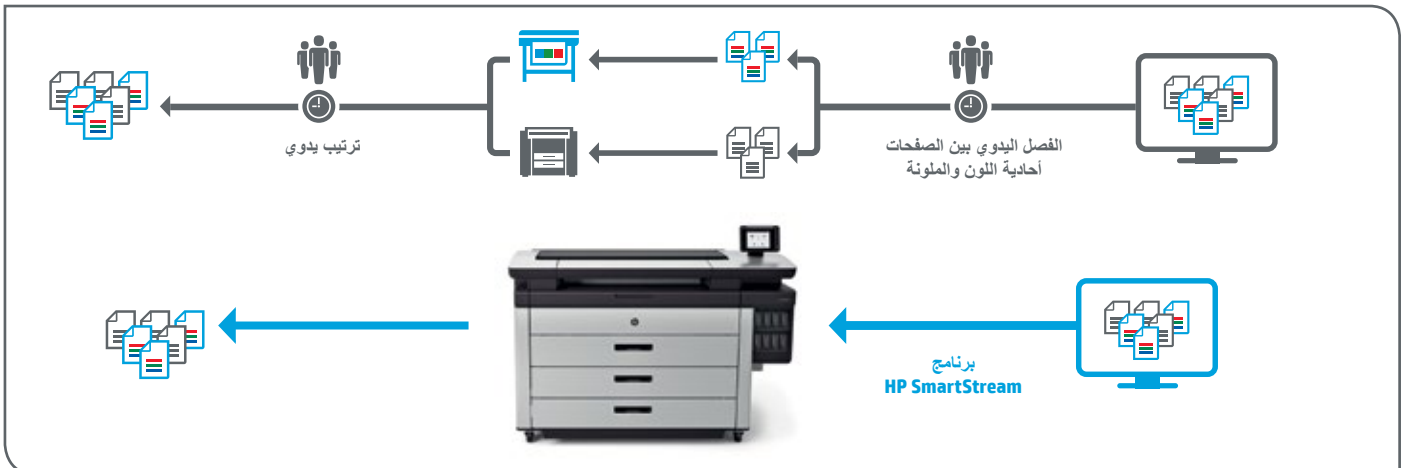 الفصل اليدوي بين الصفحات
أحادية اللون والملونة
ترتيب يدوي
برنامج
HP SmartStream